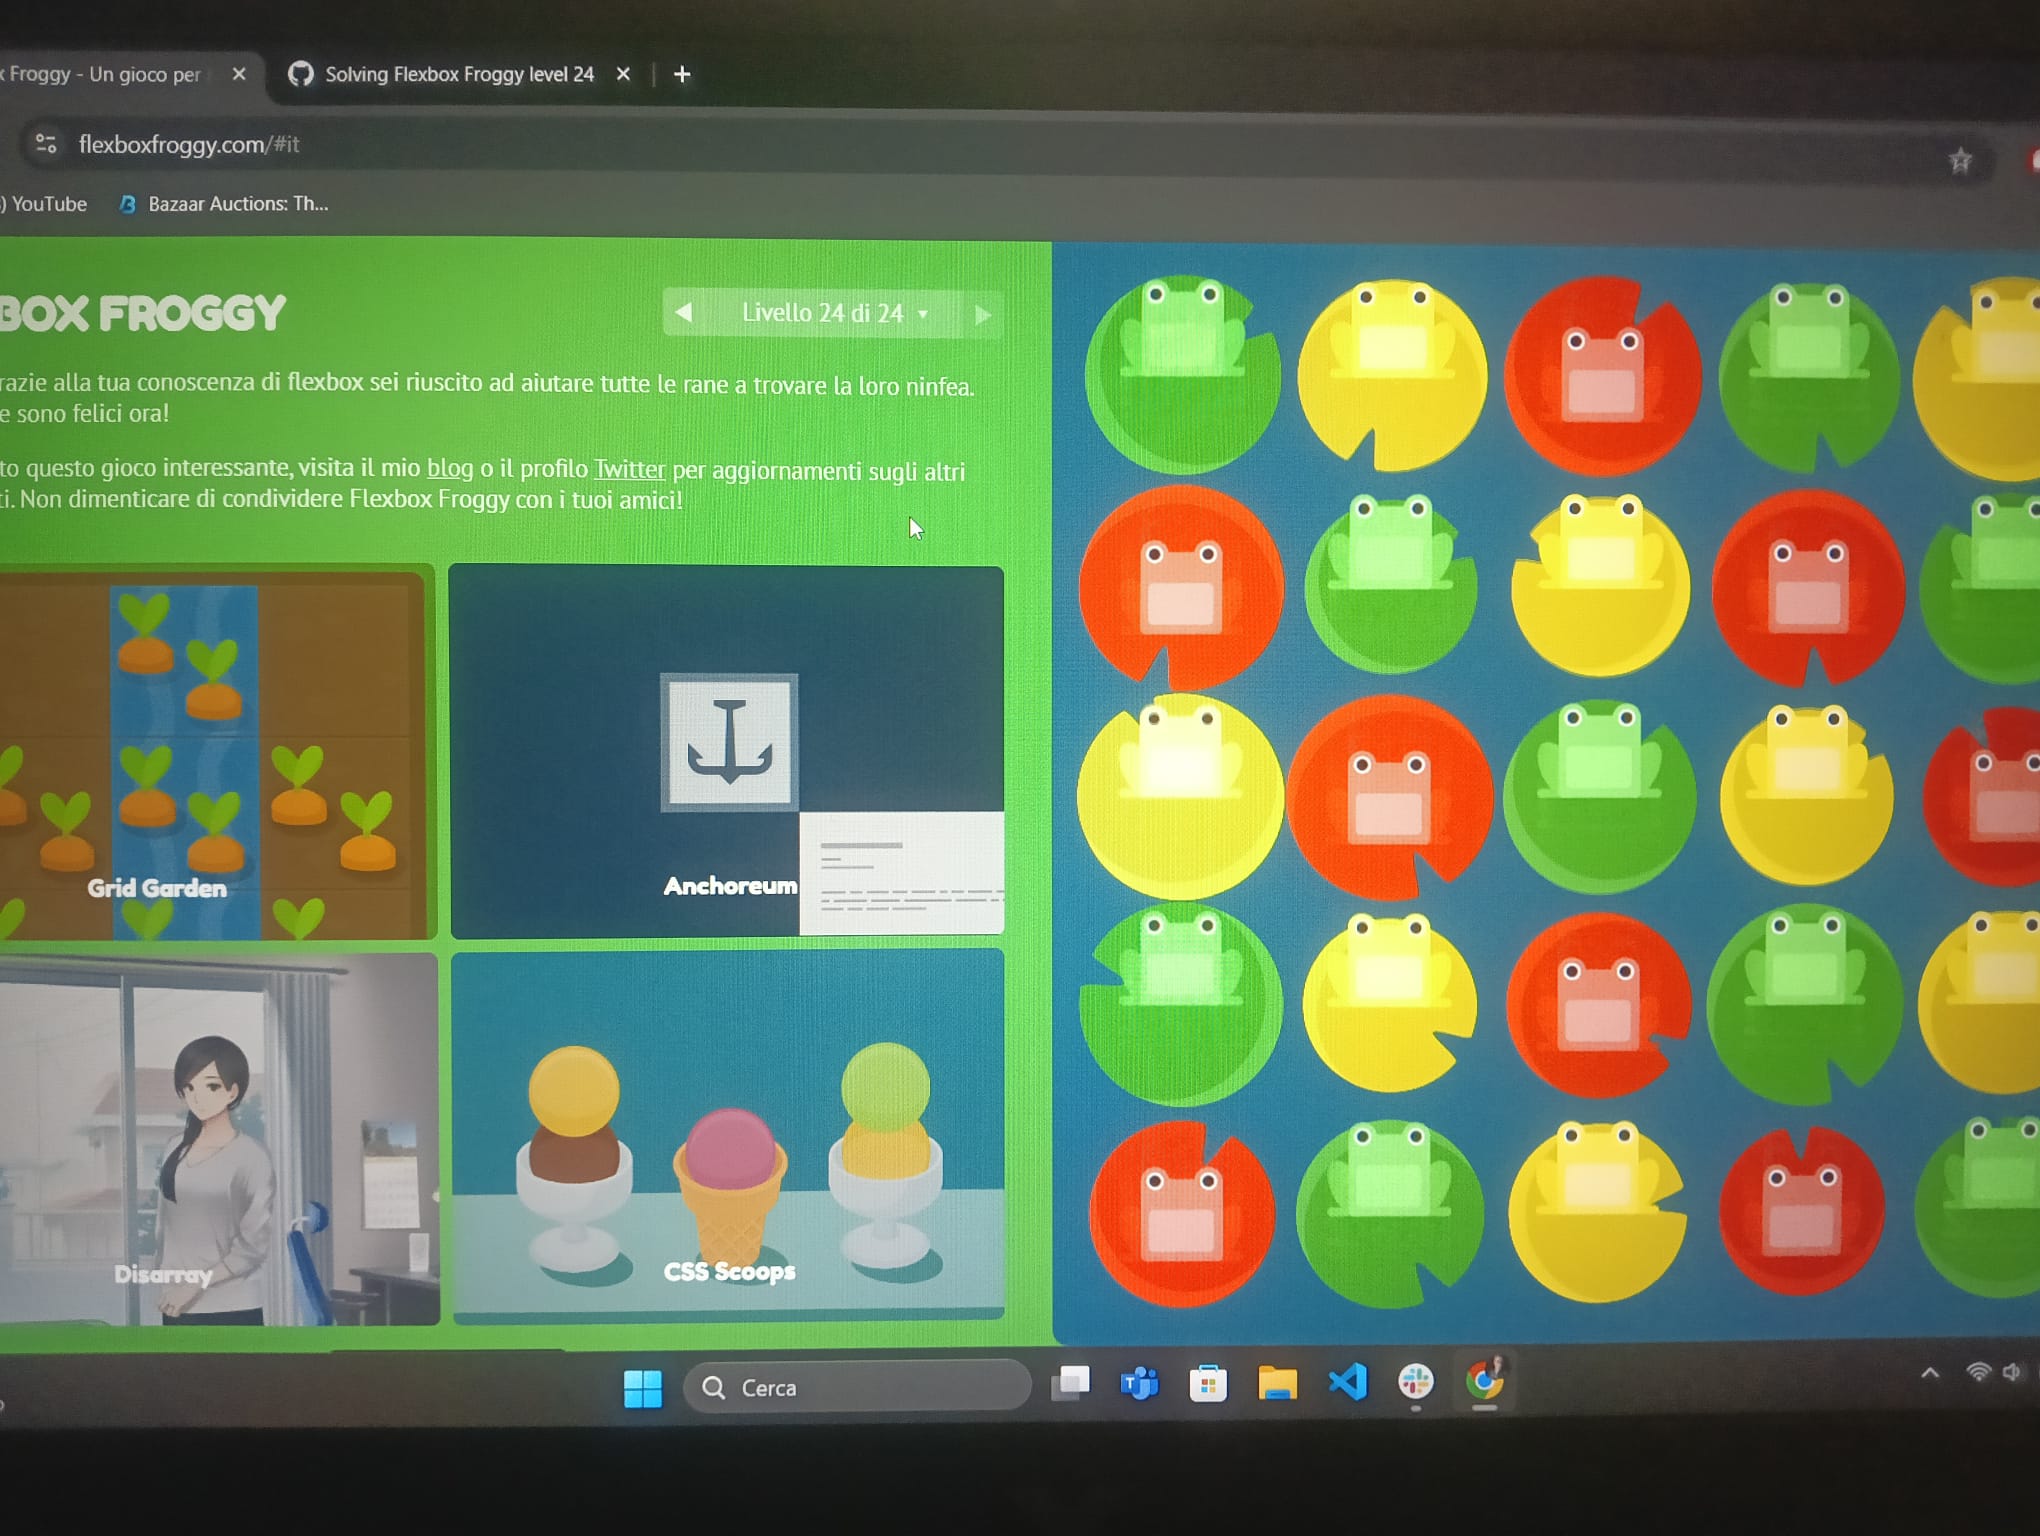 Froggy - Un gioco per
Solving Flexbox Froggy level 24
flexboxfroggy.com/#it
YouTube
Bazaar Auctions: Th...
BOX FROGGY
Livello 24 di 24
razie alla tua conoscenza di flexbox sei riuscito ad aiutare tutte le rane a trovare la loro ninfea.
e sono felici ora!
to questo gioco interessante, visita il mio blog o il profilo Twitter per aggiornamenti sugli altri
ti. Non dimenticare di condividere Flexbox Froggy con i tuoi amici!
Grid Garden
Anchoreum
Disarray
CSS Scoops
Cerca